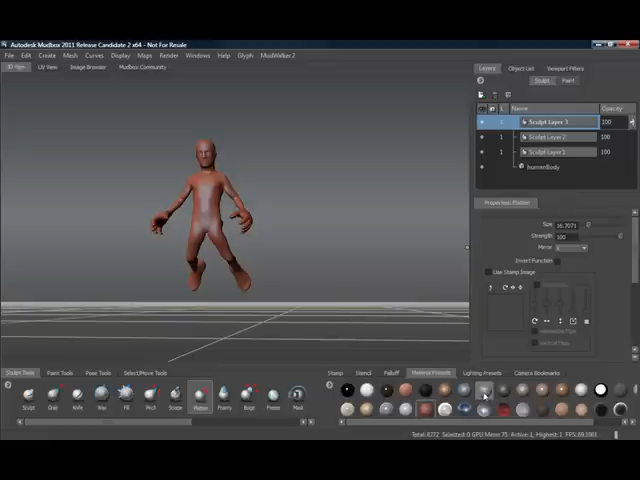 Autodesk Mudbox 2011 Release Candidate 2 x64 - Not For Resale
File Edit Create Mesh Curves Display Maps Render Windows Help Glyph ModWalker2
3D View UV View Image Browser Mudbox Community
Layers Object List Viewport Filters
Sculpt Paint
Name Opacity
Sculpt Layer 3 100
Sculpt Layer 2 100
Sculpt Layer 1 100
humanBody
Properties: Flatten
Size 16.7071
Strength 100
Mirror X
Invert Function
Use Stamp Image
Vertical Flips
Sculpt Tools Paint Tools Pose Tools Select/Move Tools
Stamp Stencil Falloff Material Presets Lighting Presets Camera Bookmarks
Sculpt Grab Knife Wax Fill Pinch Scrape Flatten Foamy Bulge Freeze Mask
Total: 8272 Selected: 0 GPU Mem: 75 Active: 1, Highest: 1